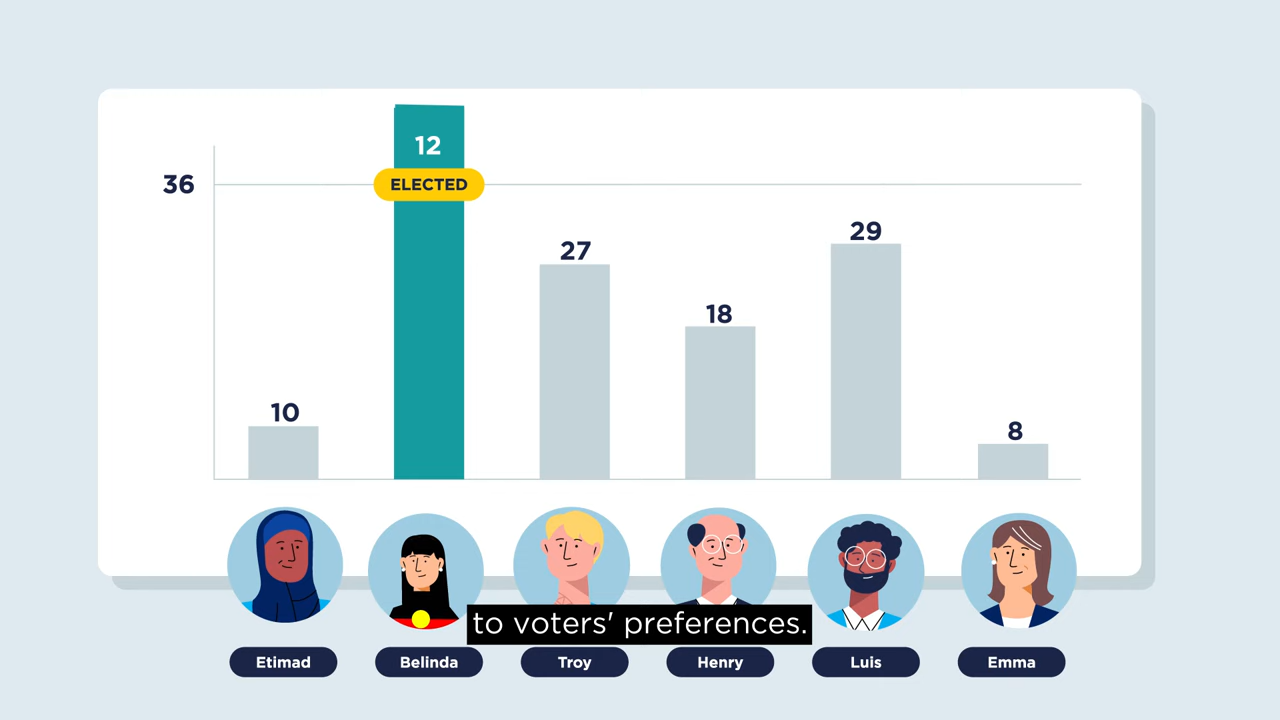 12
36
ELECTED
29
27
18
8
10
to voters' preferences.
Etimad
Belinda
Troy
Henry
Luis
Emma